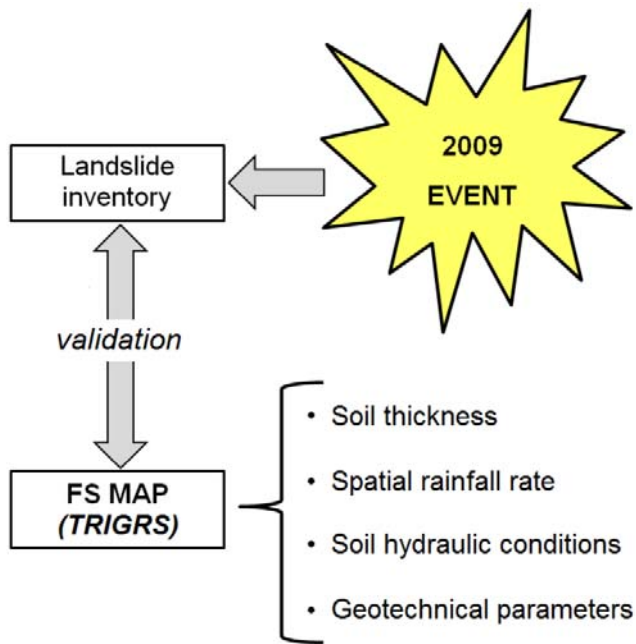 2009
EVENT
Landslide
inventory
validation
FS MAP
(TRIGRS)
• Soil thickness
• Spatial rainfall rate
• Soil hydraulic conditions
• Geotechnical parameters